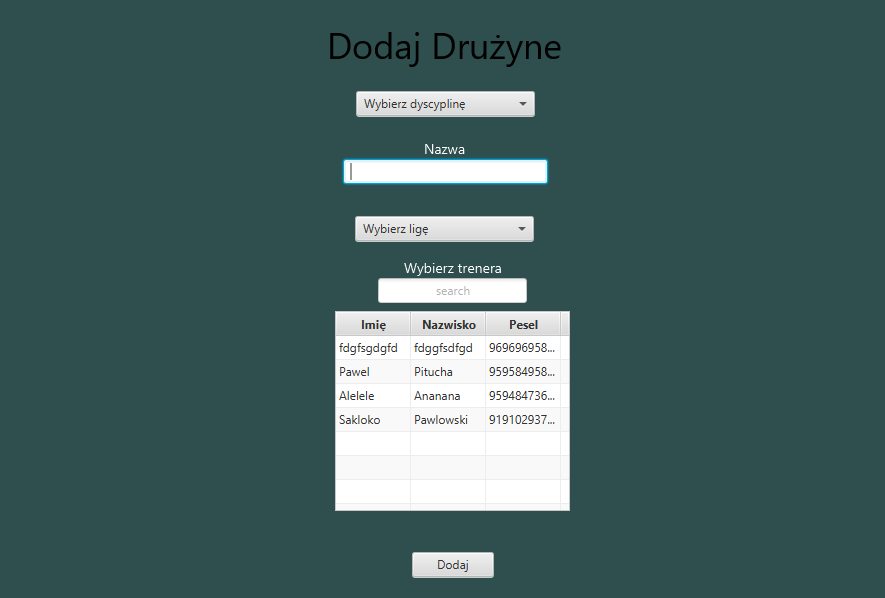 Dodaj Drużyne
Wybierz dyscyplinę
Nazwa
Wybierz ligę
Wybierz trenera
search
Imię Nazwisko Pesel
fdgfsgdgfd fdggfsdfgd 969696958...
Pawel Pitucha 959584958...
Alelele Ananana 959484736...
Sakloko Pawlowski 919102937...
Dodaj